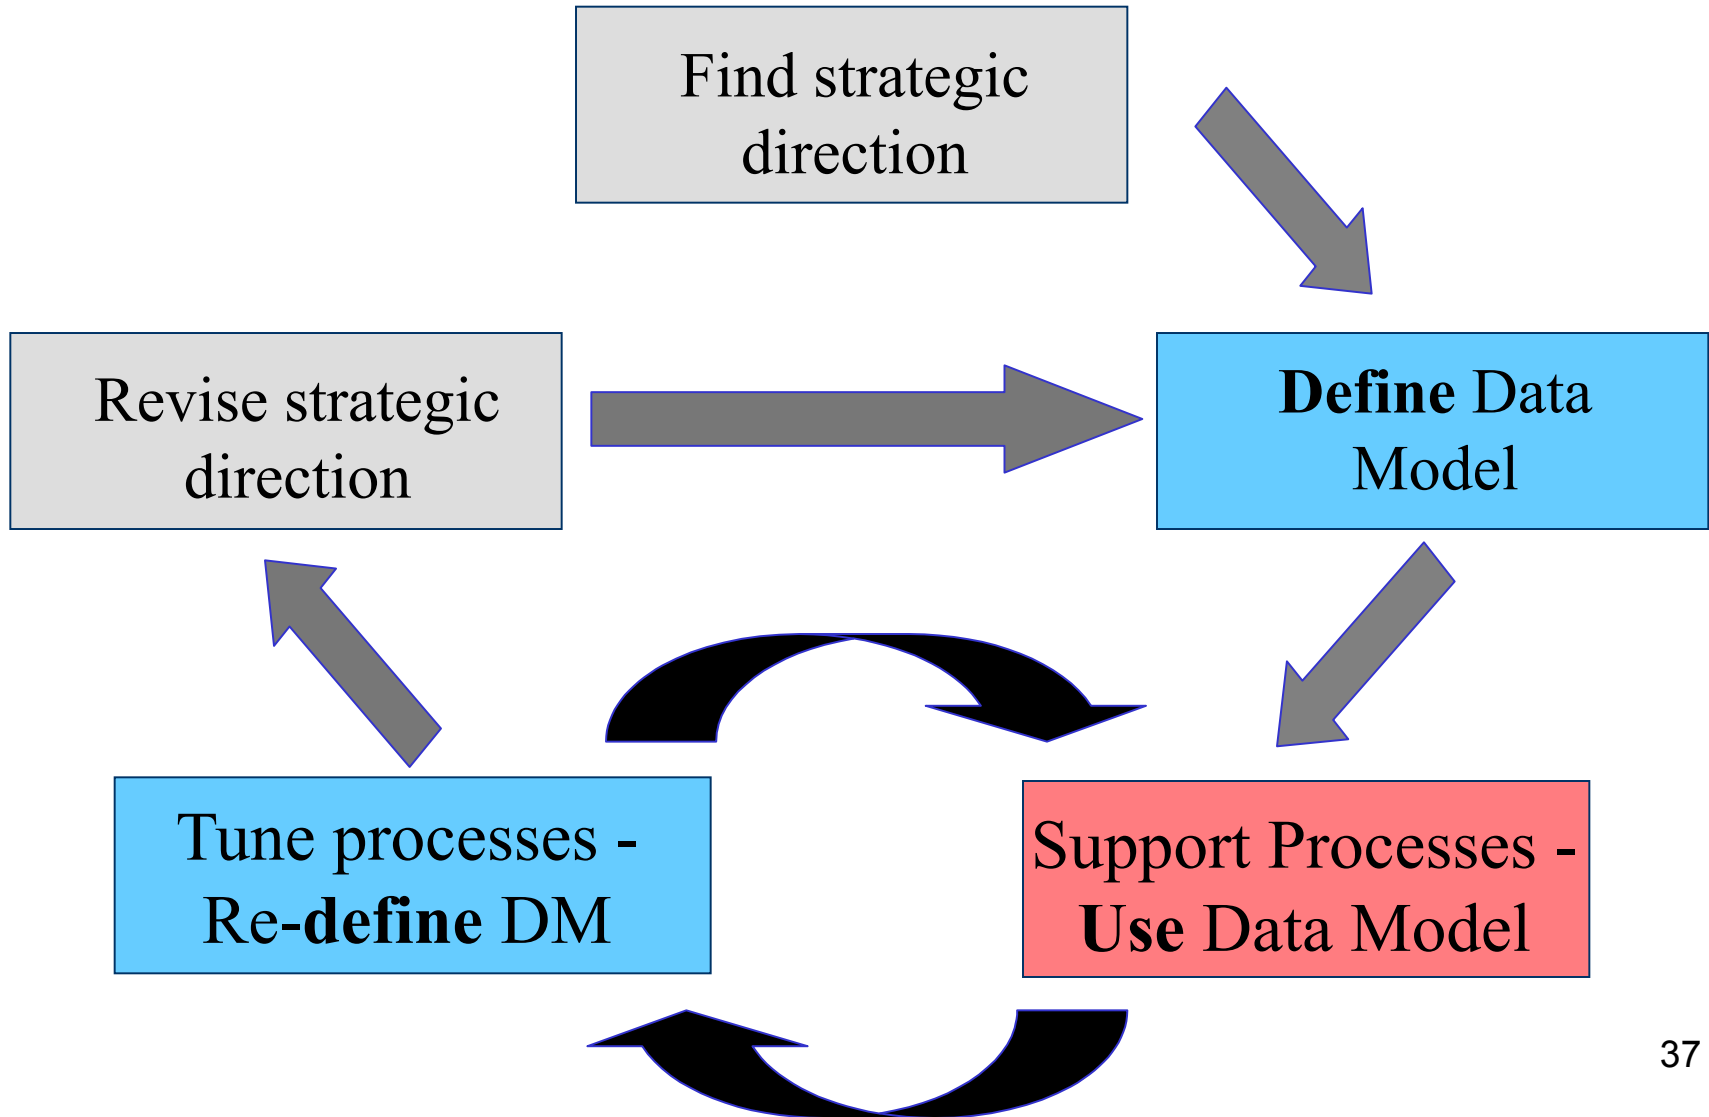 Find strategic
direction
Revise strategic
direction
Define Data
Model
Tune processes -
Re-define DM
Support Processes -
Use Data Model
37